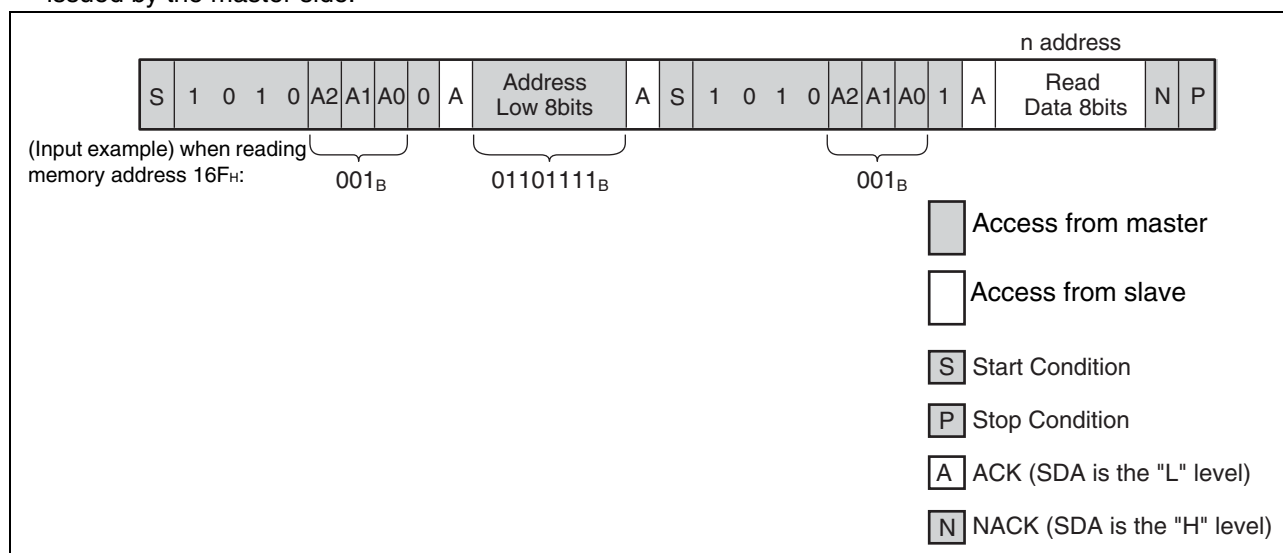 issued by the master side.
n address
S 1 0 1 0 A2 A1 A0 0 A Address Low 8bits A S 1 0 1 0 A2 A1 A0 1 A Read Data 8bits N P
(Input example) when reading
memory address 16FH:
001B 01101111B 001B
Access from master
Access from slave
S Start Condition
P Stop Condition
A ACK (SDA is the "L" level)
N NACK (SDA is the "H" level)